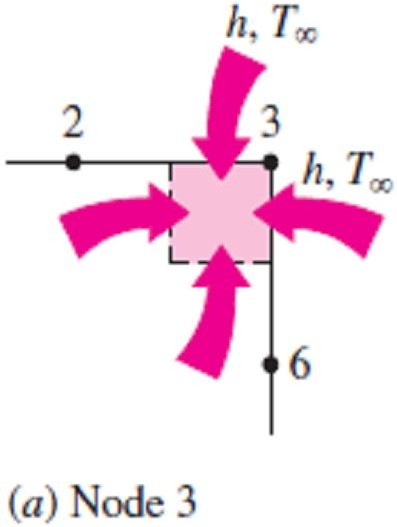 h, T∞
2
3
h, T∞
6
(a) Node 3